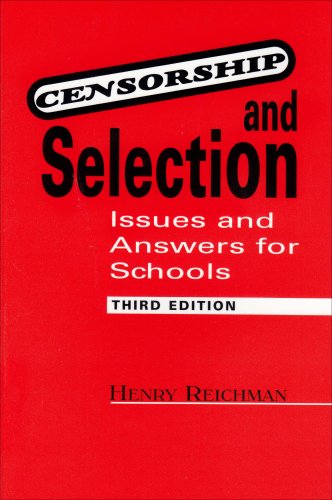 CENSORSHIP
and
Selection
Issues and
Answers for
Schools
THIRD EDITION
HENRY REICHMAN